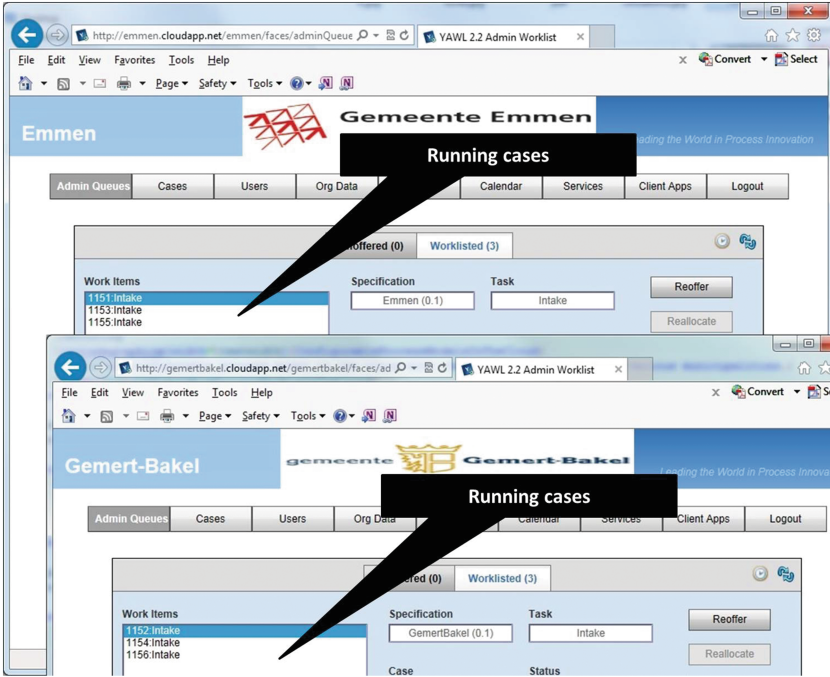 http://emmen.cloudapp.net/emmen/faces/adminQueue
YAWL 2.2 Admin Worklist
File Edit View Favorites Tools Help
x Convert Select
Page Safety Tools
Emmen
Gemeente Emmen
ading the World in Process Innovation
Running cases
Admin Queues Cases Users Org Data Calendar Services Client Apps Logout
noffered (0) Worklisted (3)
Work Items Specification Task
1151:Intake
1153:Intake
1155:Intake
Emmen (0.1) Intake
Reoffer
Reallocate
http://gemertbakel.cloudapp.net/gemertbakel/faces/ad
YAWL 2.2 Admin Worklist
File Edit View Favorites Tools Help
x Convert S
Page Safety Tools
Gemert-Bakel
gemeente Gemert-Bakel
Leading the World in Process Innova
Running cases
Admin Queues Cases Users Org Data Calendar Services Client Apps Logout
ered (0) Worklisted (3)
Work Items Specification Task
1152:Intake
1154:Intake
1156:Intake
GemertBakel (0.1) Intake
Reoffer
Reallocate
Case Status